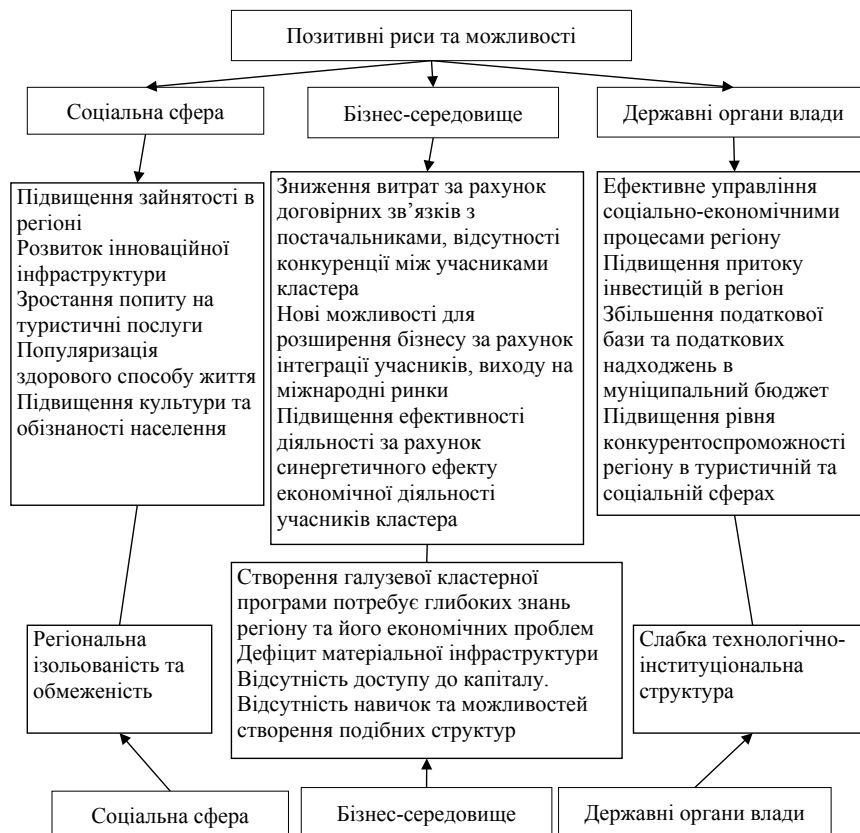 Позитивні риси та можливості
Соціальна сфера
Бізнес-середовище
Державні органи влади
Підвищення зайнятості в
регіоні
Розвиток інноваційної
інфраструктури
Зростання попиту на
туристичні послуги
Популяризація
здорового способу життя
Підвищення культури та
обізнаності населення
Зниження витрат за рахунок
договірних зв’язків з
постачальниками, відсутності
конкуренції між учасниками
кластера
Нові можливості для
розширення бізнесу за рахунок
інтеграції учасників, виходу на
міжнародні ринки
Підвищення ефективності
діяльності за рахунок
синергетичного ефекту
економічної діяльності
учасників кластера
Ефективне управління
соціально-економічними
процесами регіону
Підвищення притоку
інвестицій в регіон
Збільшення податкової
бази та податкових
надходжень в
муніципальний бюджет
Підвищення рівня
конкурентоспроможності
регіону в туристичній та
соціальній сферах
Регіональна
ізольованість та
обмеженість
Створення галузевої кластерної
програми потребує глибоких знань
регіону та його економічних проблем
Дефіцит матеріальної інфраструктури
Відсутність доступу до капіталу.
Відсутність навичок та можливостей
створення подібних структур
Слабка технологічно-
інституціональна
структура
Соціальна сфера
Бізнес-середовище
Державні органи влади